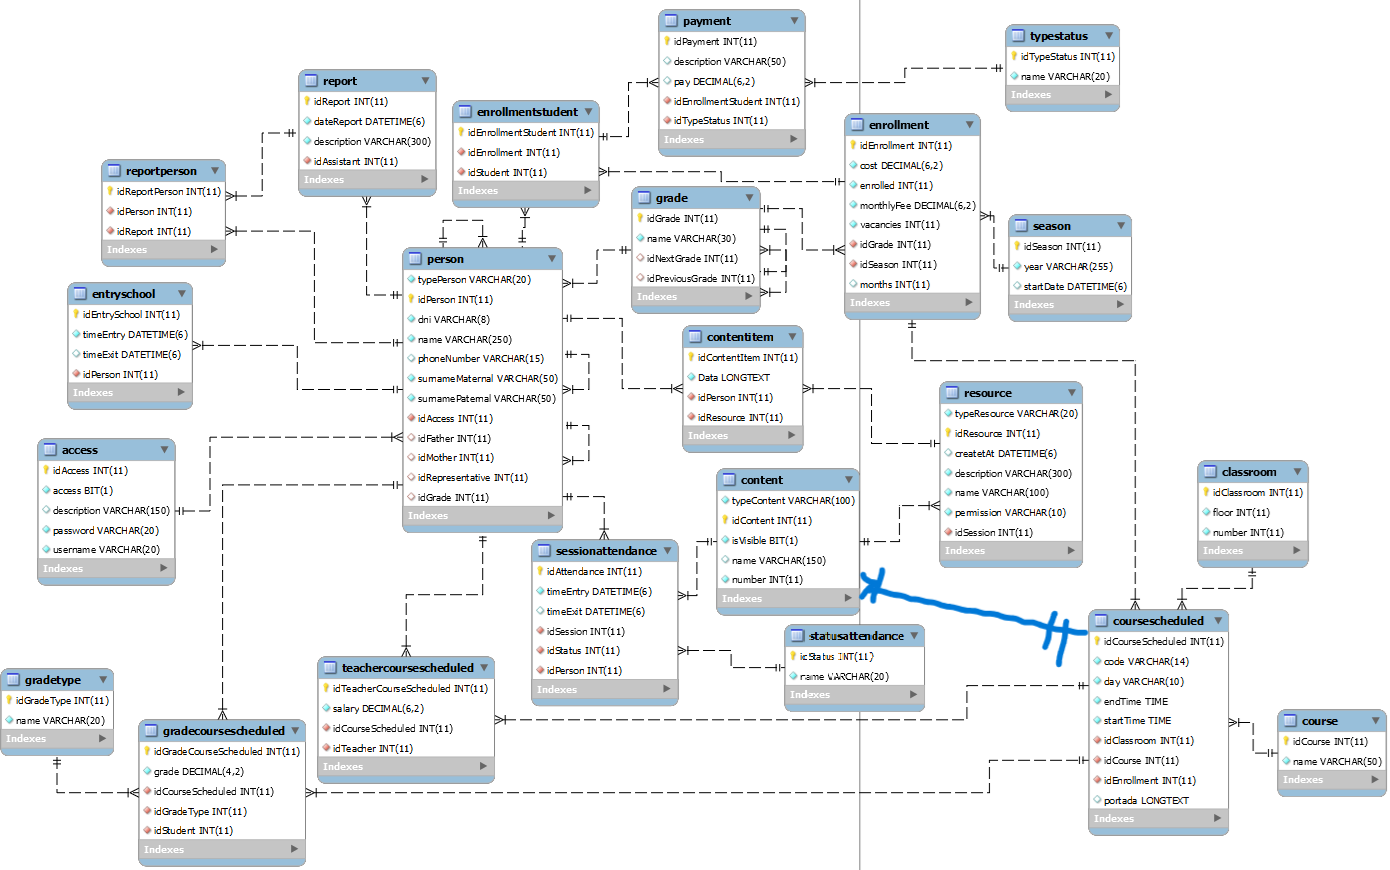 payment
idPayment INT(11)
description VARCHAR(50)
pay DECIMAL(6,2)
idEnrollmentStudent INT(11)
idTypeStatus INT(11)
Indexes
typestatus
idTypeStatus INT(11)
name VARCHAR(20)
Indexes
report
idReport INT(11)
dateReport DATETIME(6)
description VARCHAR(300)
idAssistant INT(11)
Indexes
enrollmentstudent
idEnrollmentStudent INT(11)
idEnrollment INT(11)
idStudent INT(11)
Indexes
enrollment
idEnrollment INT(11)
cost DECIMAL(6,2)
enrolled INT(11)
monthlyFee DECIMAL(6,2)
vacancies INT(11)
idGrade INT(11)
idSeason INT(11)
months INT(11)
Indexes
reportperson
idReportPerson INT(11)
idPerson INT(11)
idReport INT(11)
Indexes
grade
idGrade INT(11)
name VARCHAR(30)
idNextGrade INT(11)
idPreviousGrade INT(11)
Indexes
season
idSeason INT(11)
year VARCHAR(255)
startDate DATETIME(6)
Indexes
person
typePerson VARCHAR(20)
idPerson INT(11)
dni VARCHAR(8)
name VARCHAR(250)
phoneNumber VARCHAR(15)
surnameMaternal VARCHAR(50)
surnamePaternal VARCHAR(50)
idAccess INT(11)
idFather INT(11)
idMother INT(11)
idRepresentative INT(11)
idGrade INT(11)
Indexes
entryschool
idEntrySchool INT(11)
timeEntry DATETIME(6)
timeExit DATETIME(6)
idPerson INT(11)
Indexes
contentitem
idContentItem INT(11)
Data LONGTEXT
idPerson INT(11)
idResource INT(11)
Indexes
resource
typeResource VARCHAR(20)
idResource INT(11)
createtAt DATETIME(6)
description VARCHAR(300)
name VARCHAR(100)
permission VARCHAR(10)
idSession INT(11)
Indexes
access
idAccess INT(11)
access BIT(1)
description VARCHAR(150)
password VARCHAR(20)
username VARCHAR(20)
Indexes
content
typeContent VARCHAR(100)
idContent INT(11)
isVisible BIT(1)
name VARCHAR(150)
number INT(11)
Indexes
classroom
idClassroom INT(11)
floor INT(11)
number INT(11)
Indexes
sessionattendance
idAttendance INT(11)
timeEntry DATETIME(6)
timeExit DATETIME(6)
idSession INT(11)
idStatus INT(11)
idPerson INT(11)
Indexes
statusattendance
idStatus INT(11)
name VARCHAR(20)
Indexes
coursescheduled
idCourseScheduled INT(11)
code VARCHAR(14)
day VARCHAR(10)
endTime TIME
startTime TIME
idClassroom INT(11)
idCourse INT(11)
idEnrollment INT(11)
portada LONGTEXT
Indexes
teachercoursescheduled
idTeacherCourseScheduled INT(11)
salary DECIMAL(6,2)
idCourseScheduled INT(11)
idTeacher INT(11)
Indexes
gradetype
idGradeType INT(11)
name VARCHAR(20)
Indexes
gradecoursescheduled
idGradeCourseScheduled INT(11)
grade DECIMAL(4,2)
idCourseScheduled INT(11)
idGradeType INT(11)
idStudent INT(11)
Indexes
course
idCourse INT(11)
name VARCHAR(50)
Indexes